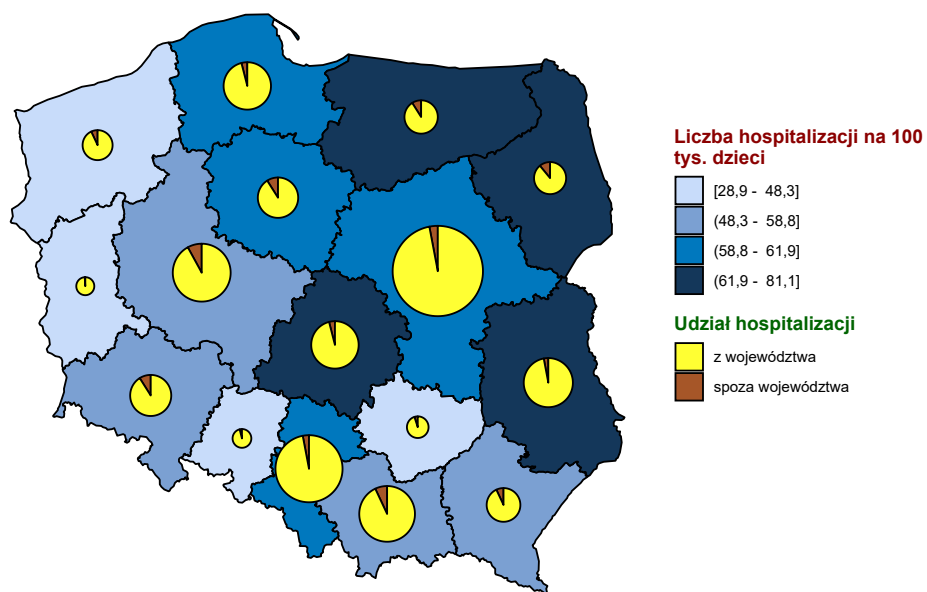 Liczba hospitalizacji na 100
tys. dzieci
[28,9 - 48,3]
(48,3 - 58,8]
(58,8 - 61,9]
(61,9 - 81,1]
Udział hospitalizacji
z województwa
spoza województwa